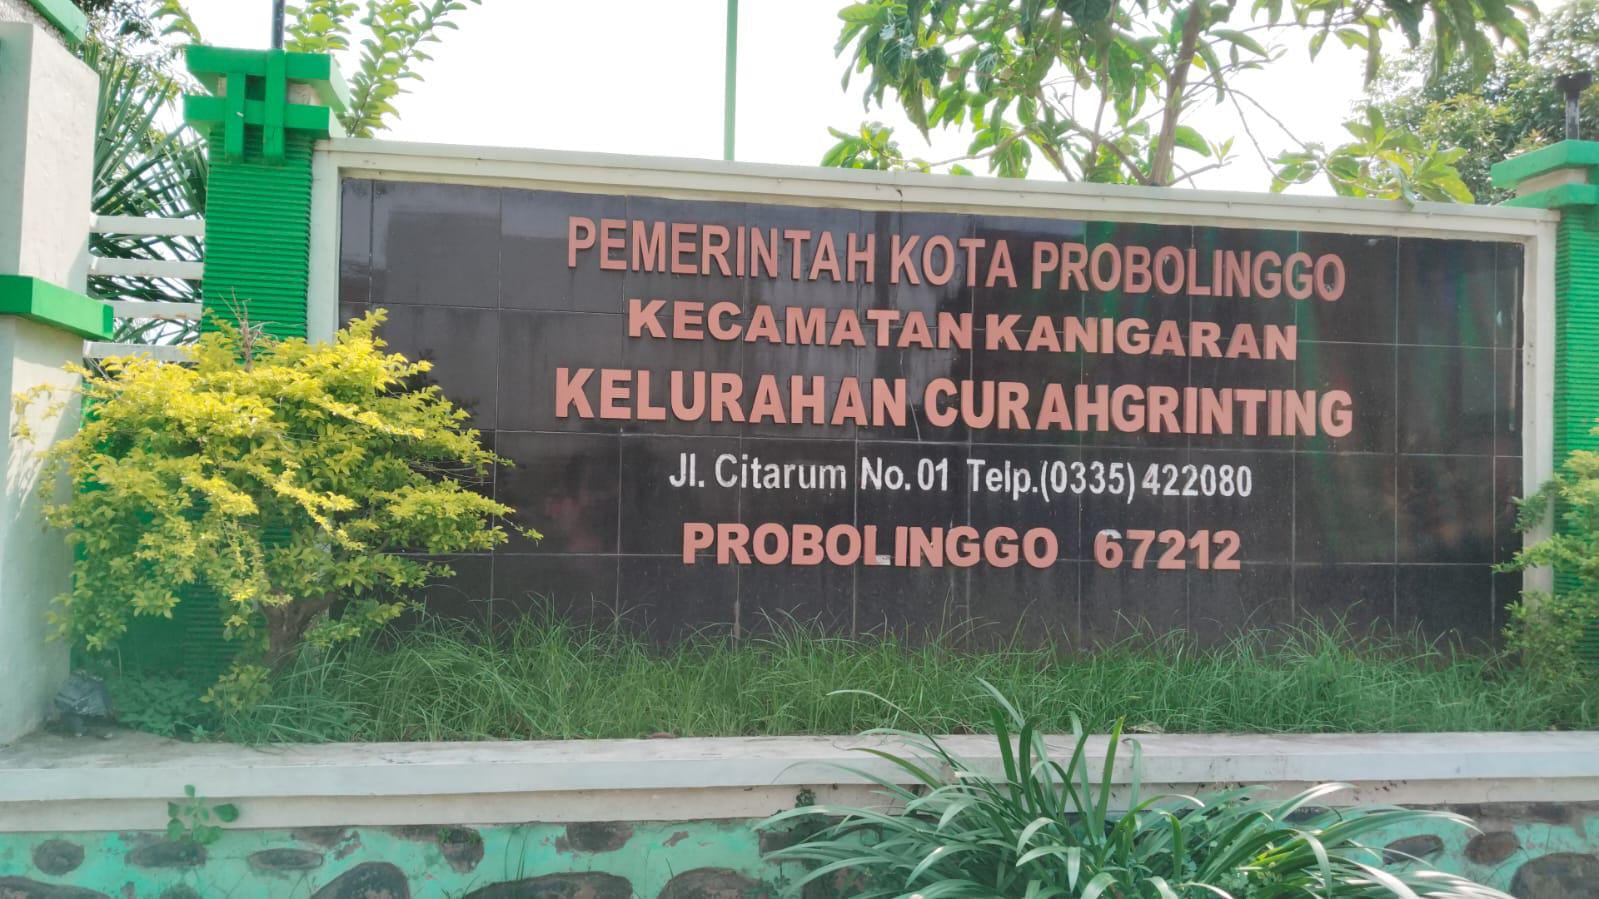 PEMERINTAH KOTA PROBOLINGGO
KECAMATAN KANIGARAN
KELURAHAN CURAHGRINTING
Jl. Citarum No.01 Telp.(0335) 422080
PROBOLINGGO 67212